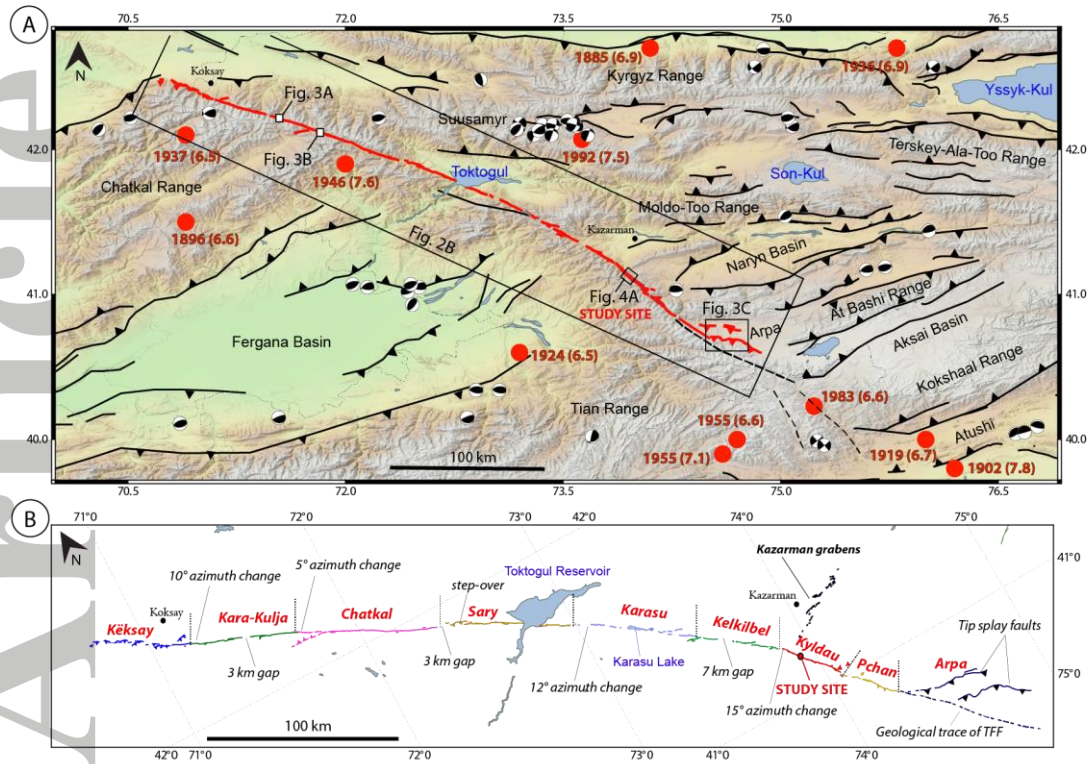 A
70.5
72.0
73.5
75.0
76.5
N
Koksay
1885 (6.9)
1936 (6.9)
Kyrgyz Range
Yssyk-Kul
Fig. 3A
Suusamyr
42.0
42.0
1937 (6.5)
Fig. 3B
1992 (7.5)
Terskey-Ala-Too Range
1946 (7.6)
Toktogul
Son-Kul
Chatkal Range
Moldo-Too Range
1896 (6.6)
Fig. 2B
Kazarman
Naryn Basin
41.0
41.0
Fig. 4A
STUDY SITE
Fig. 3C
At Bashi Range
Arpa
Aksai Basin
Fergana Basin
1924 (6.5)
Kokshaal Range
Tian Range
1983 (6.6)
1955 (6.6)
Atushi
40.0
40.0
1955 (7.1)
1919 (6.7)
1902 (7.8)
100 km
70.5
72.0
73.5
75.0
76.5
B
71°0
72°0
73°0
42°0
74°0
75°0
N
Kazarman grabens
41°0
10° azimuth change
5° azimuth change
step-over
Toktogul Reservoir
Kazarman
Koksay
Këksay
Kara-Kulja
Chatkal
Sary
Karasu
Kelkilbel
Kyldau
Pchan
Arpa
Tip splay faults
3 km gap
3 km gap
Karasu Lake
7 km gap
STUDY SITE
75°0
12° azimuth change
15° azimuth change
Geological trace of TFF
100 km
42°0
71°0
72°0
73°0
41°0
74°0